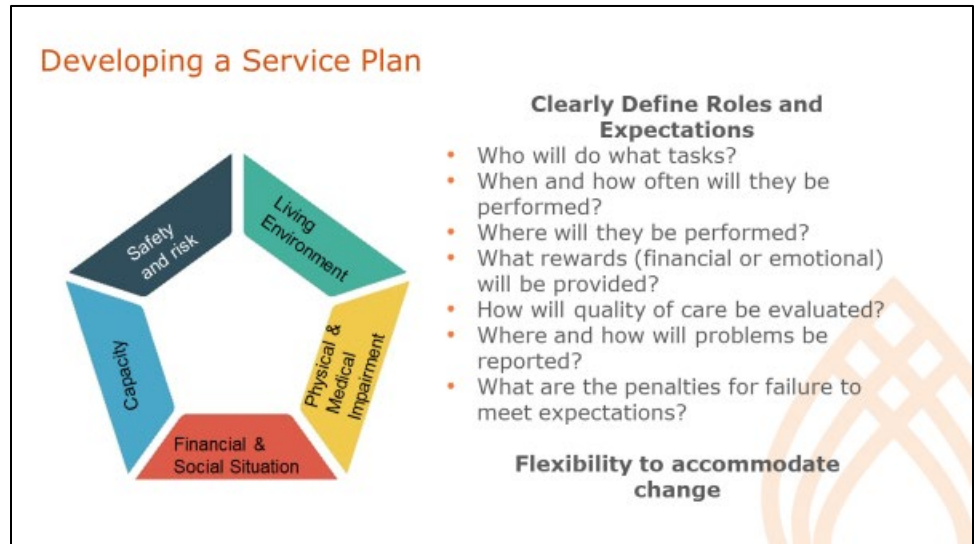 Developing a Service Plan
Safety
and risk
Living
Environment
Capacity
Physical &
Medical
Impairment
Financial &
Social Situation
Clearly Define Roles and
Expectations
• Who will do what tasks?
• When and how often will they be
performed?
• Where will they be performed?
• What rewards (financial or emotional)
will be provided?
• How will quality of care be evaluated?
• Where and how will problems be
reported?
• What are the penalties for failure to
meet expectations?
Flexibility to accommodate
change